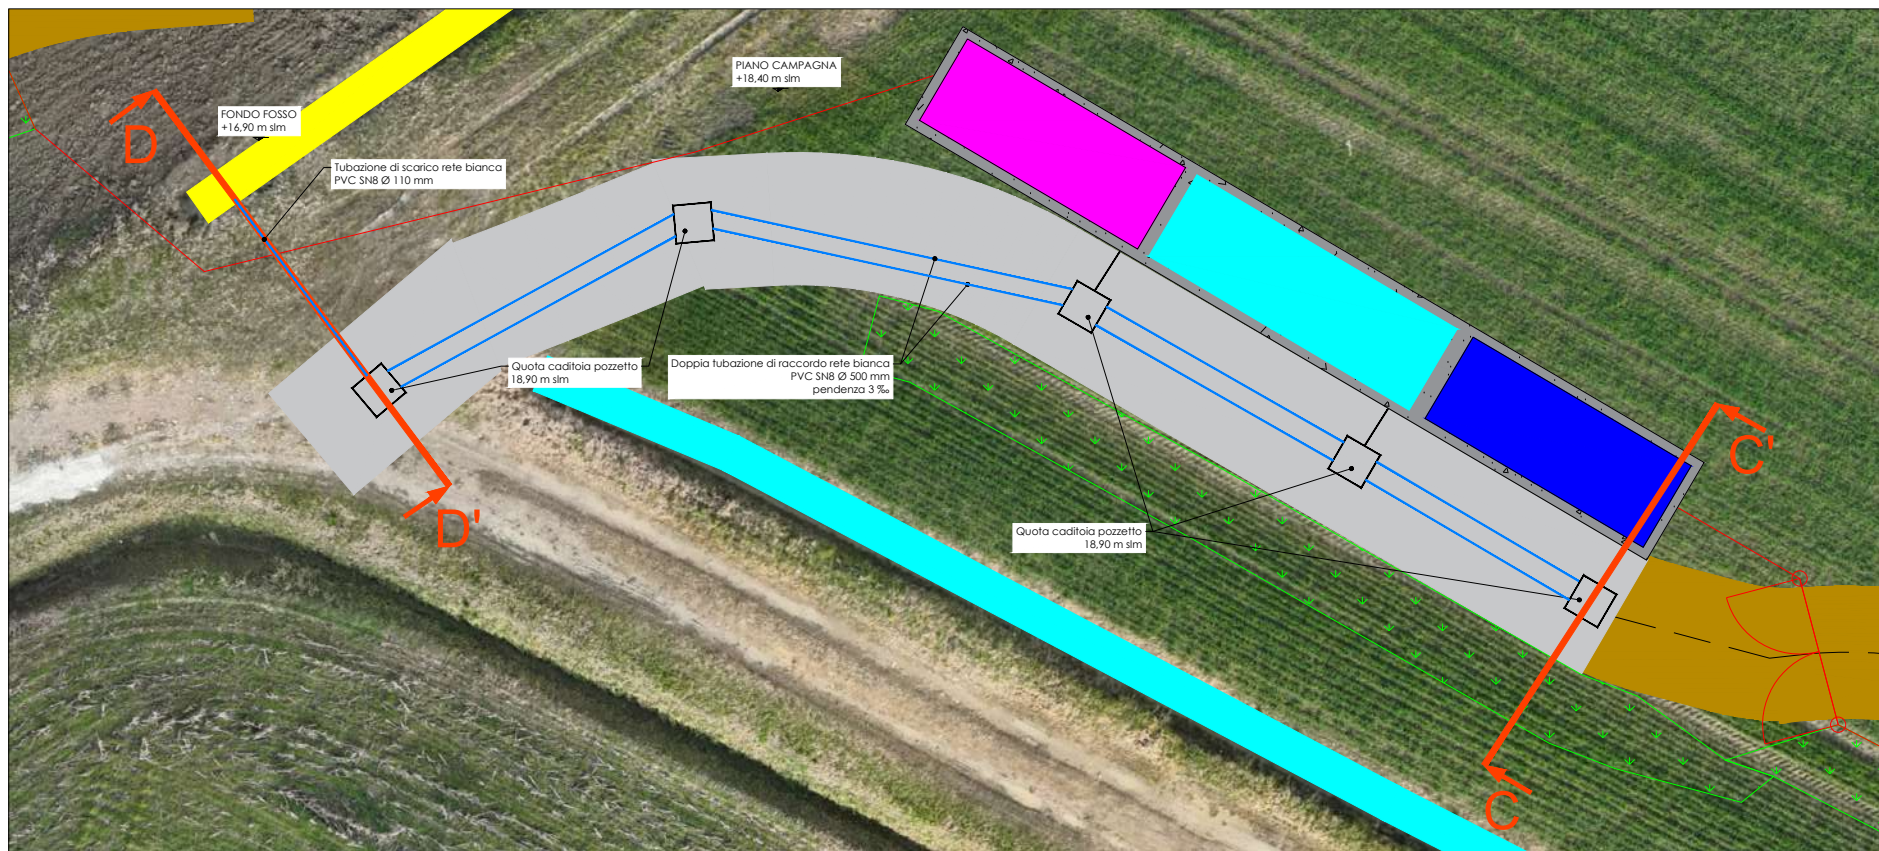 PIANO CAMPAGNA
+18,40 m slm
FONDO FOSSO
+16,90 m slm
D
Tubazione di scarico rete bianca
PVC SN8 Ø 110 mm
Quota caditoia pozzetto
18,90 m slm
Doppia tubazione di raccordo rete bianca
PVC SN8 Ø 500 mm
pendenza 3 ‰
C'
D'
Quota caditoia pozzetto
18,90 m slm
C